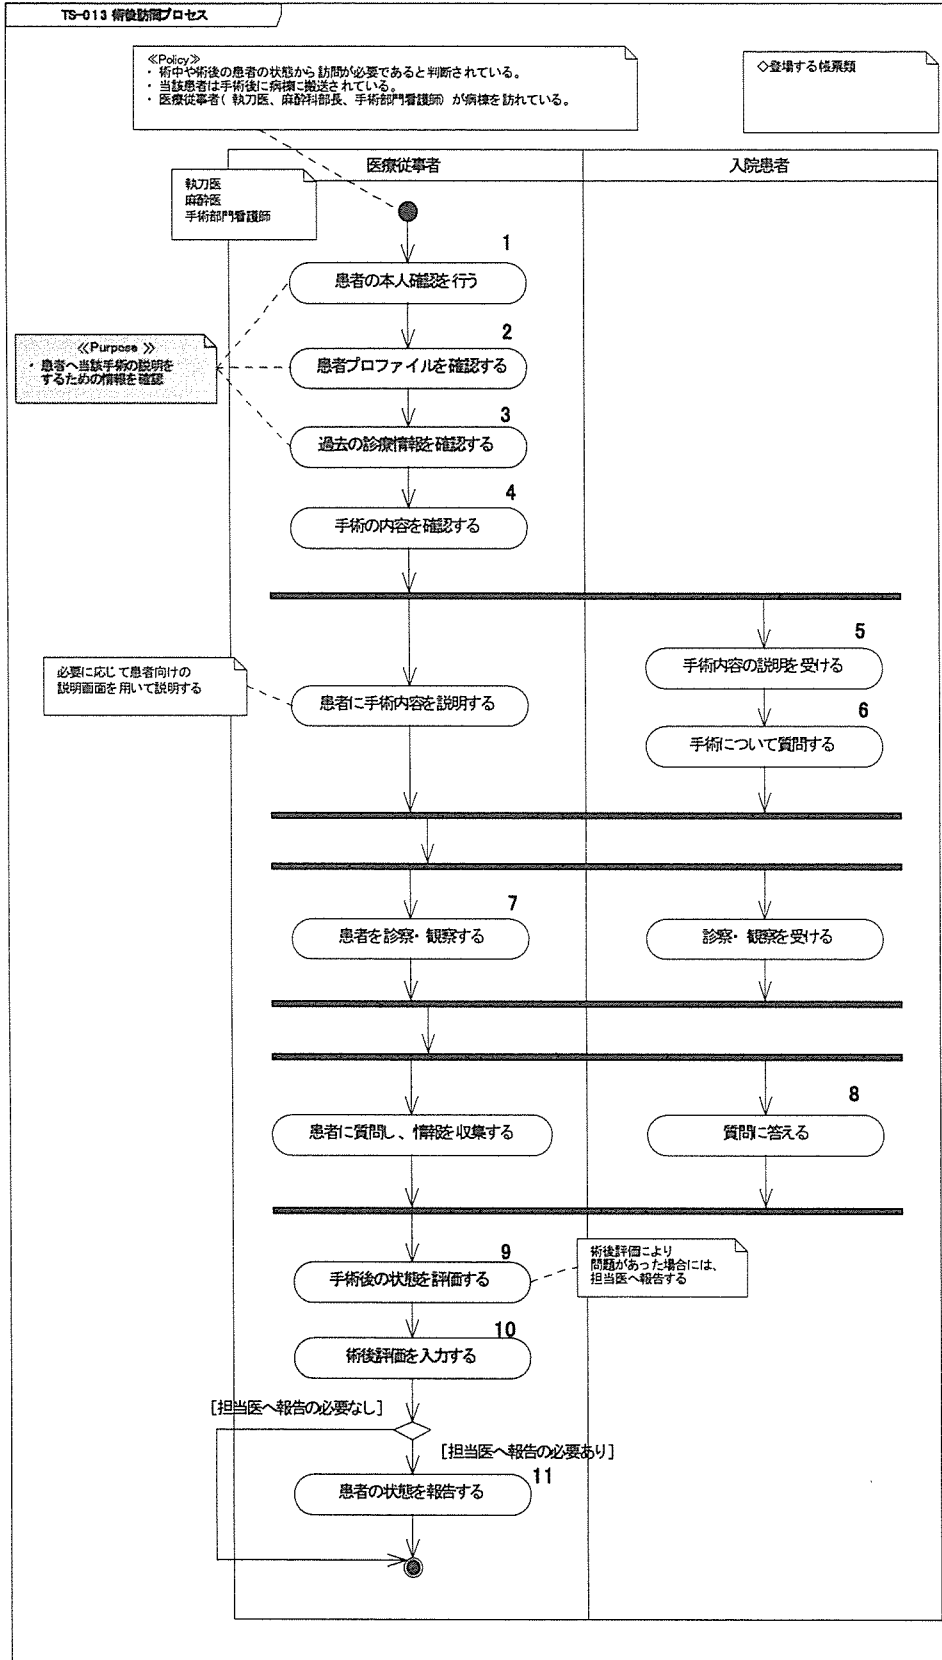 TS-013 術後訪問プロセス
≪Policy≫
・ 術中や術後の患者の状態から訪問が必要であると判断されている。
・ 当該患者は手術後に病棟に搬送されている。
・ 医療従事者( 執刀医、麻酔科部長、手術部門看護師) が病棟を訪れている。
◇登場する帳票類
医療従事者
入院患者
執刀医
麻酔医
手術部門看護師
1
患者の本人確認を行う
≪Purpose ≫
・ 患者へ当該手術の説明を
するための情報を確認
2
患者プロファイルを確認する
3
過去の診療情報を確認する
4
手術の内容を確認する
5
手術内容の説明を受ける
必要に応じて患者向けの
説明画面を用いて説明する
患者に手術内容を説明する
6
手術について質問する
7
患者を診察・観察する
診察・観察を受ける
8
患者に質問し、情報を収集する
質問に答える
9
手術後の状態を評価する
術後評価により
問題があった場合には、
担当医へ報告する
10
術後評価を入力する
[担当医へ報告の必要なし]
[担当医へ報告の必要あり]
11
患者の状態を報告する